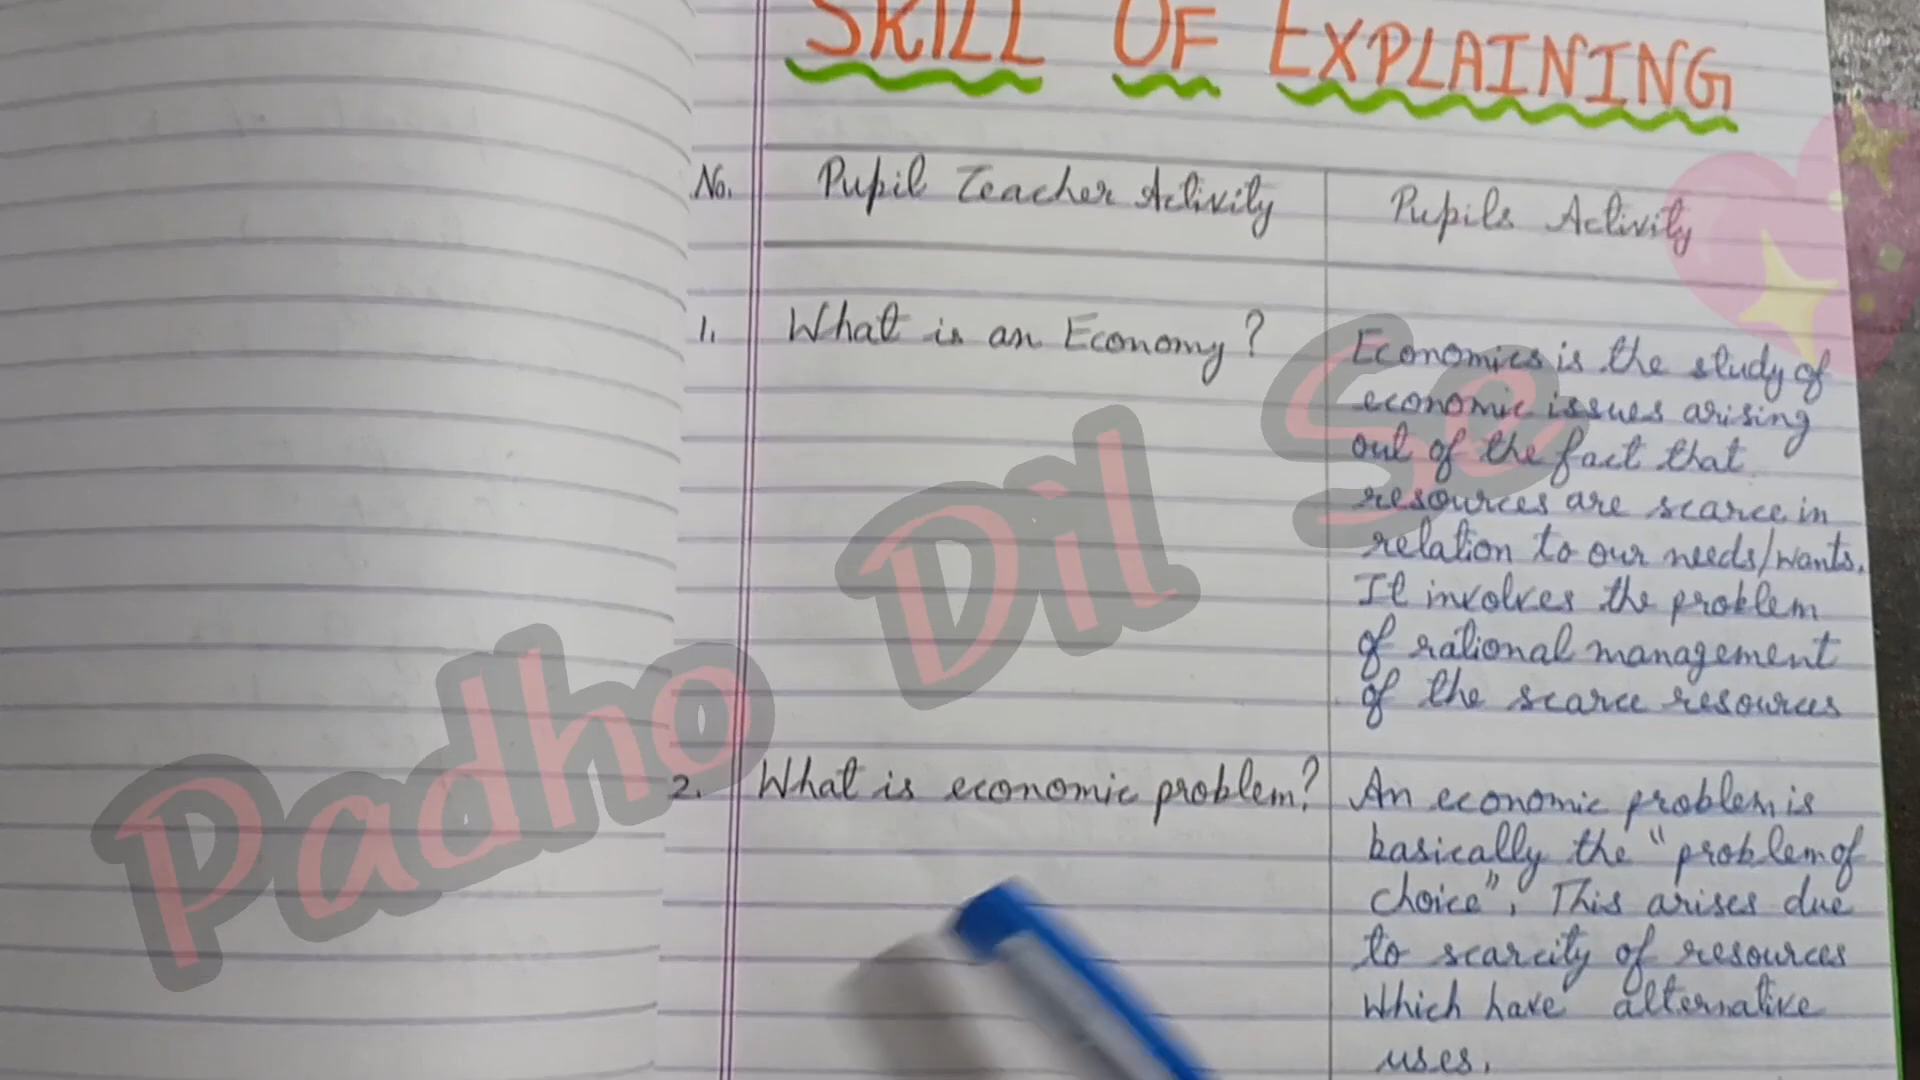 SKILL OF EXPLAINING
No. Pupil Teacher Activity Pupils Activity
1. What is an Economy?
Economics is the study of
economic issues arising
out of the fact that
resources are scarce in
relation to our needs/wants.
It involves the problem
of rational management
of the scarce resources
2. What is economic problem?
An economic problem is
basically the "problem of
choice". This arises due
to scarcity of resources
which have alternative
uses.
Padho Dil Se